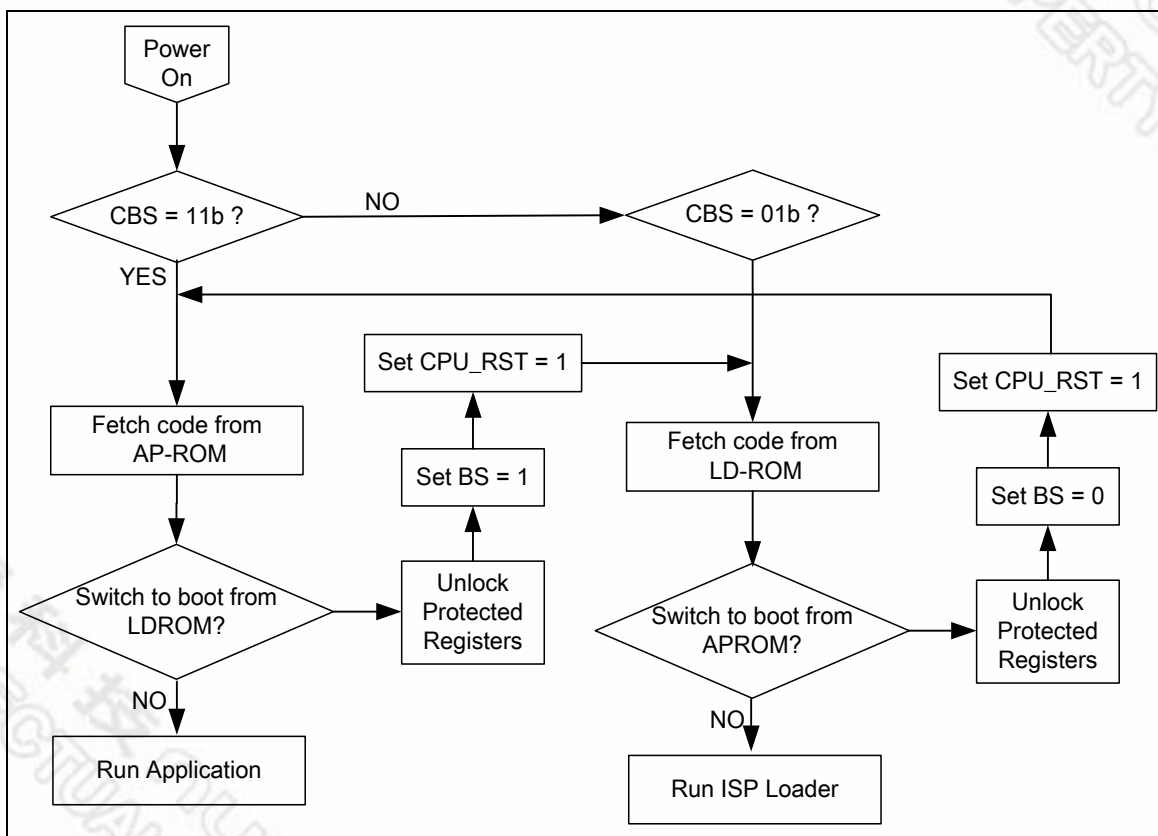 Power
On
CBS = 11b ?
NO
CBS = 01b ?
YES
Set CPU_RST = 1
Set CPU_RST = 1
Fetch code from
AP-ROM
Fetch code from
LD-ROM
Set BS = 1
Set BS = 0
Switch to boot from
LDROM?
Unlock
Protected
Registers
Switch to boot from
APROM?
Unlock
Protected
Registers
NO
NO
Run Application
Run ISP Loader